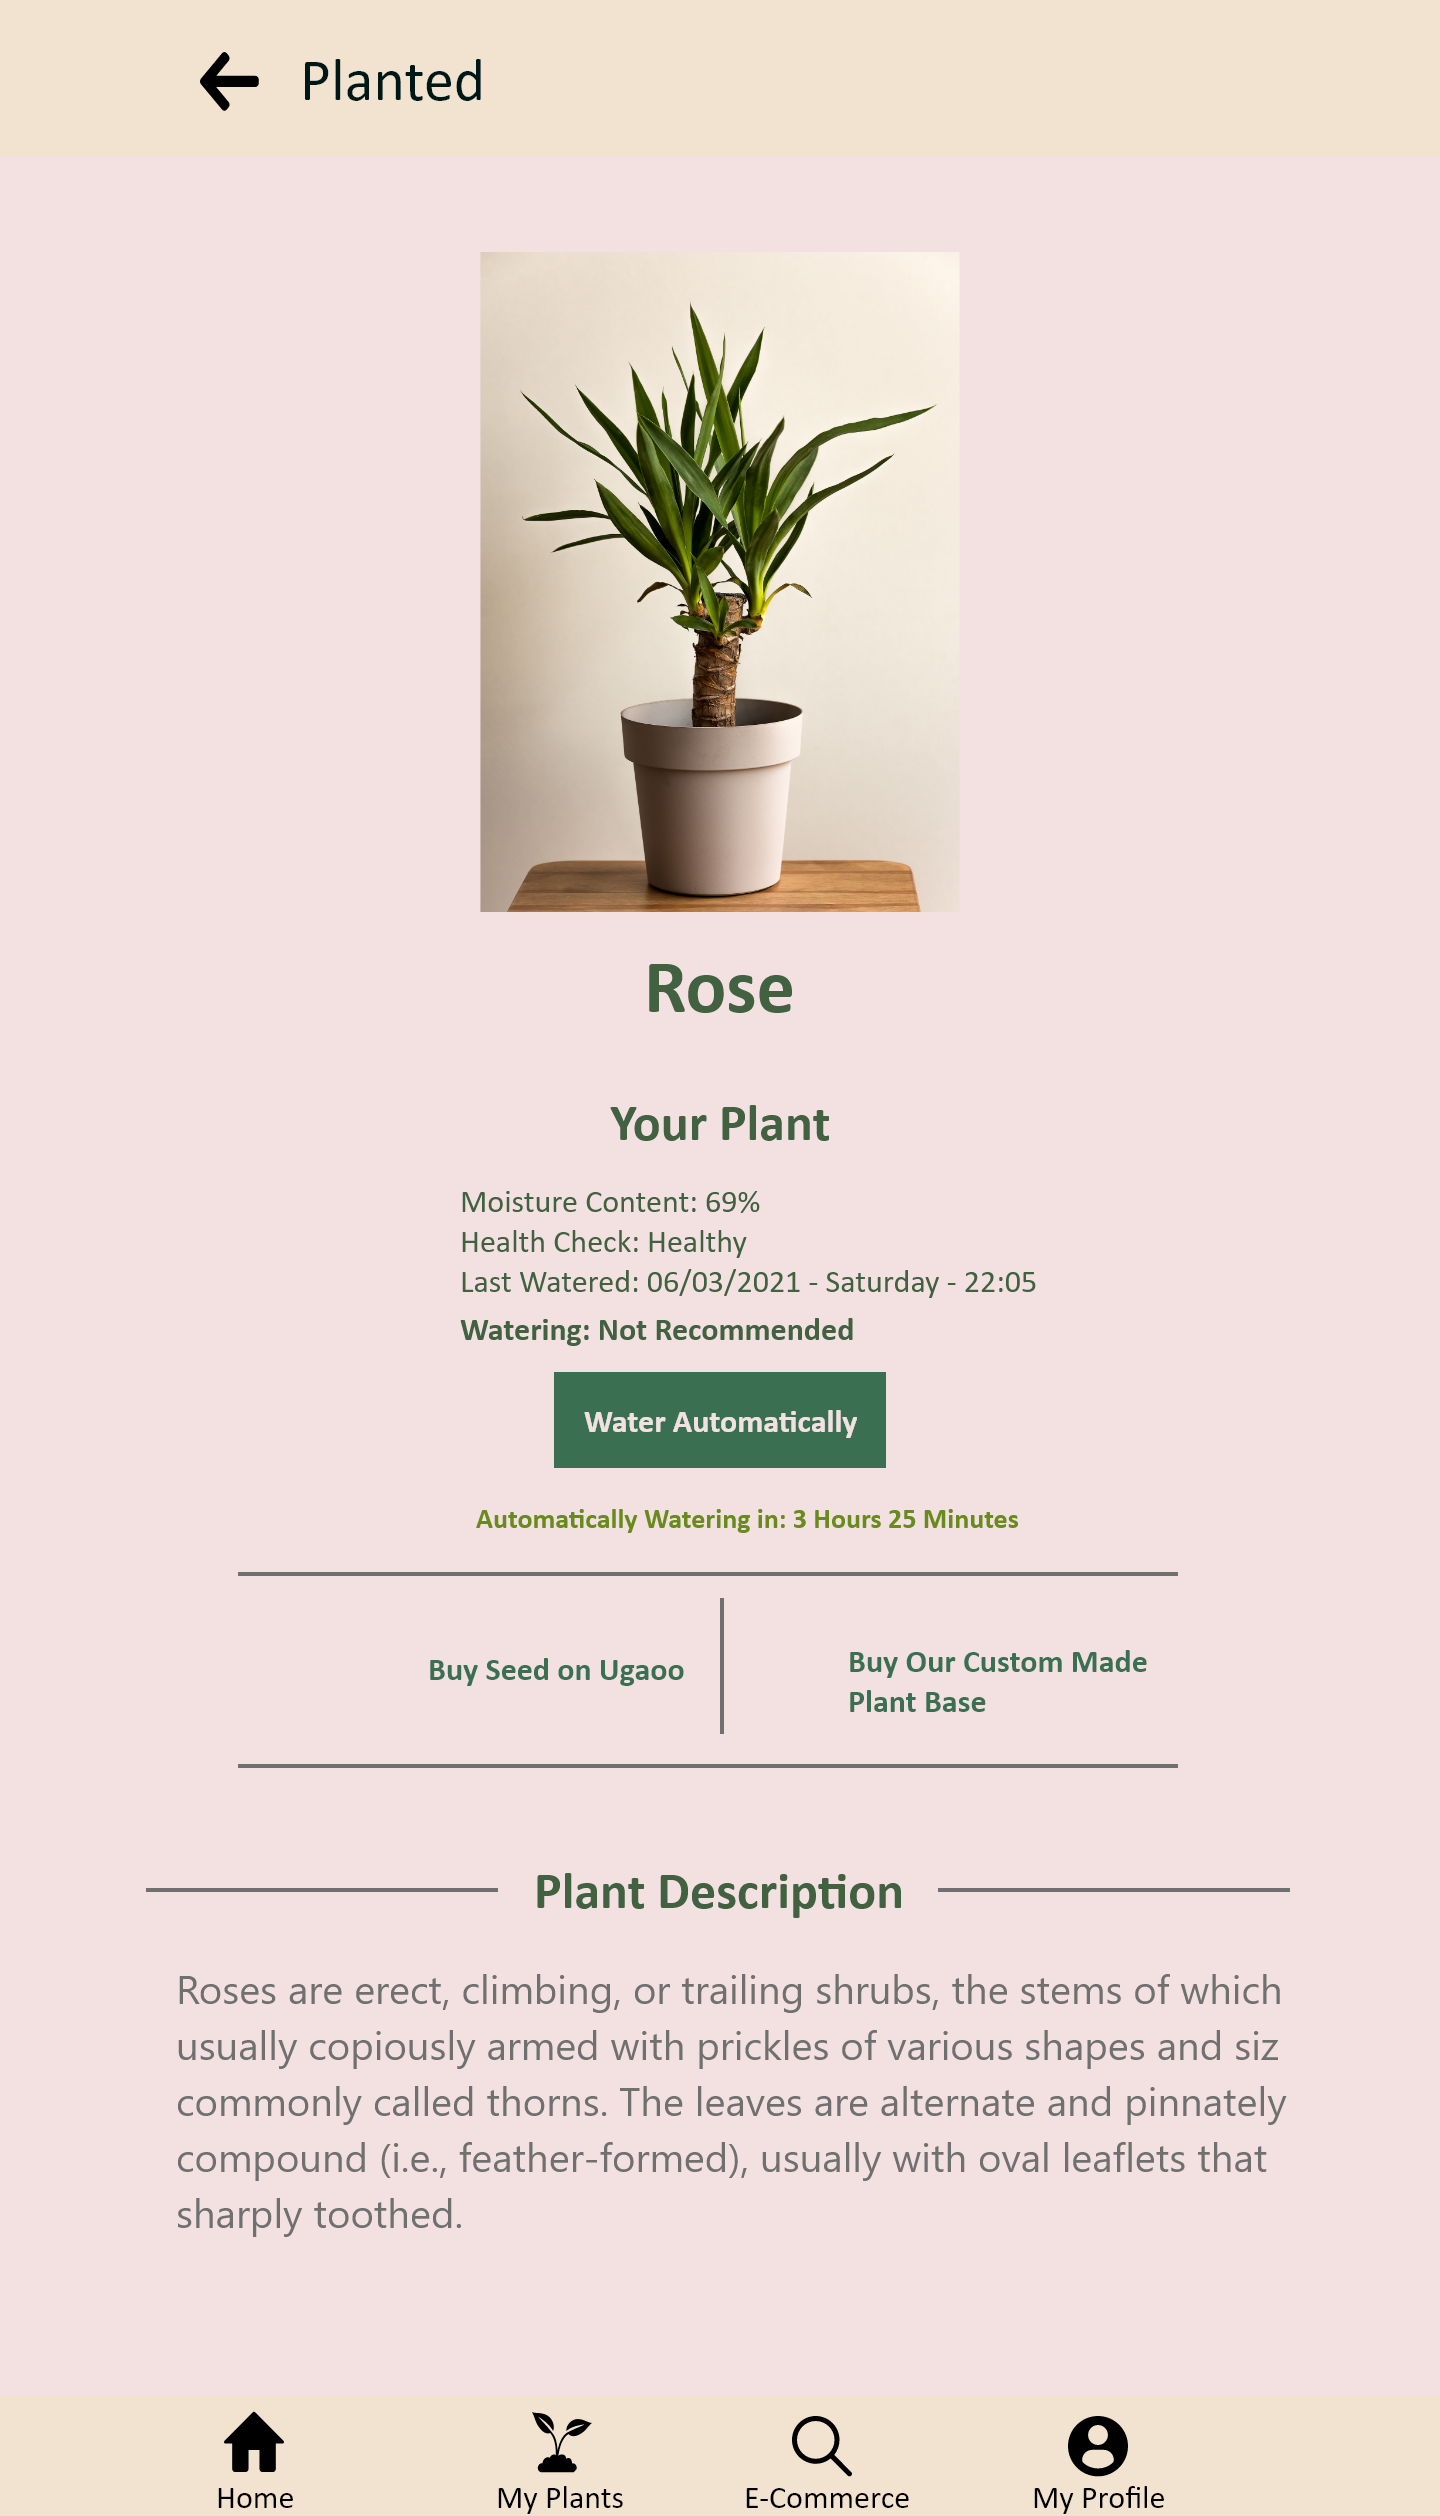 Planted
Rose
Your Plant
Moisture Content: 69%
Health Check: Healthy
Last Watered: 06/03/2021 - Saturday - 22:05
Watering: Not Recommended
Water Automatically
Automatically Watering in: 3 Hours 25 Minutes
Buy Seed on Ugaoo
Buy Our Custom Made
Plant Base
Plant Description
Roses are erect, climbing, or trailing shrubs, the stems of which
usually copiously armed with prickles of various shapes and siz
commonly called thorns. The leaves are alternate and pinnately
compound (i.e., feather-formed), usually with oval leaflets that
sharply toothed.
Home
My Plants
E-Commerce
My Profile